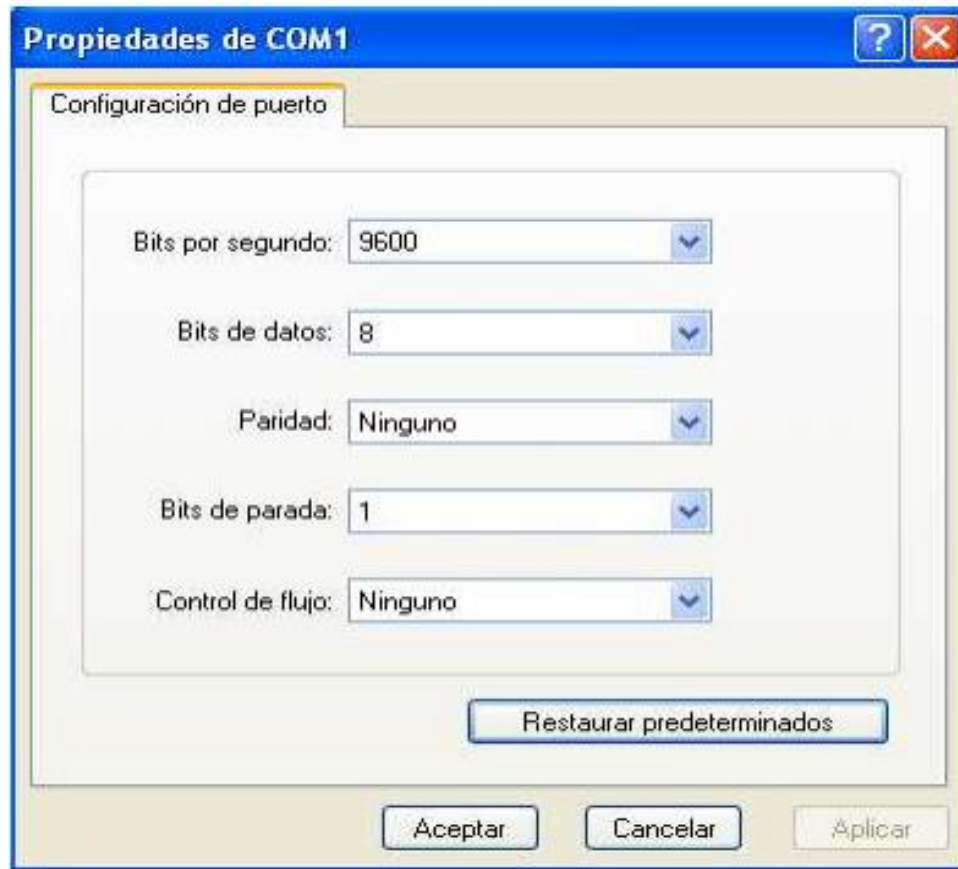 Propiedades de COM1
Configuración de puerto
Bits por segundo: 9600
Bits de datos: 8
Paridad: Ninguno
Bits de parada: 1
Control de flujo: Ninguno
Restaurar predeterminados
Aceptar Cancelar Aplicar